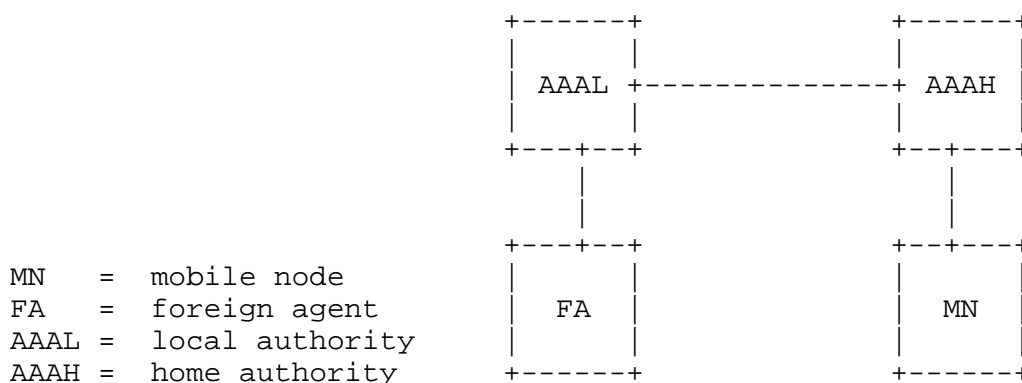 AAAL AAAH
MN = mobile node
FA = foreign agent FA MN
AAAL = local authority
AAAH = home authority